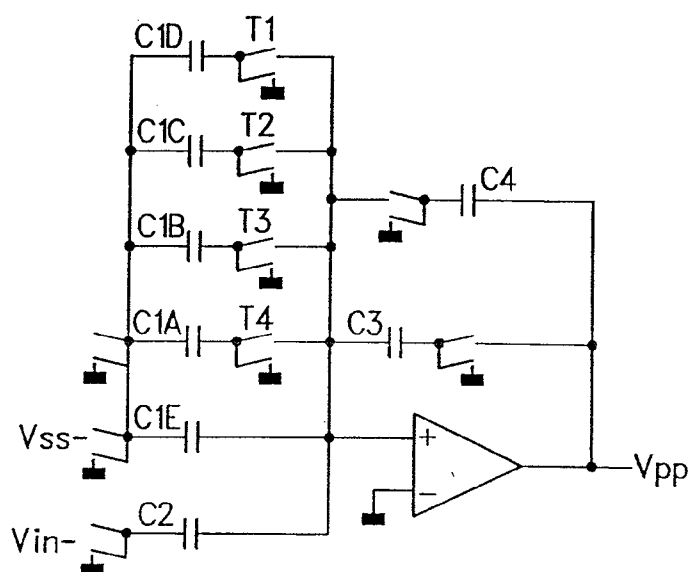 C1D T1
C1C T2
C4
C1B T3
C1A T4 C3
Vss- C1E
+
Vpp
−
Vin- C2